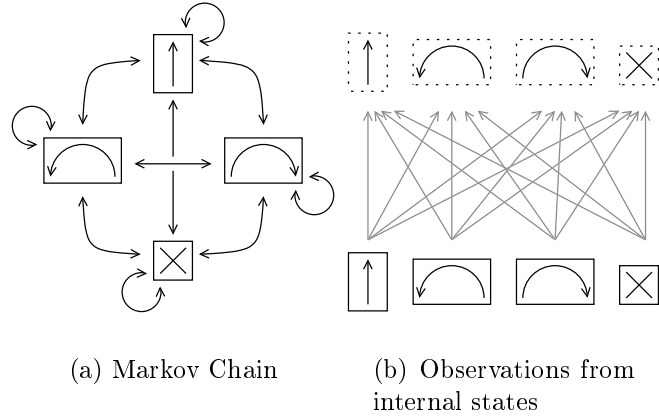 (a) Markov Chain
(b) Observations from
internal states